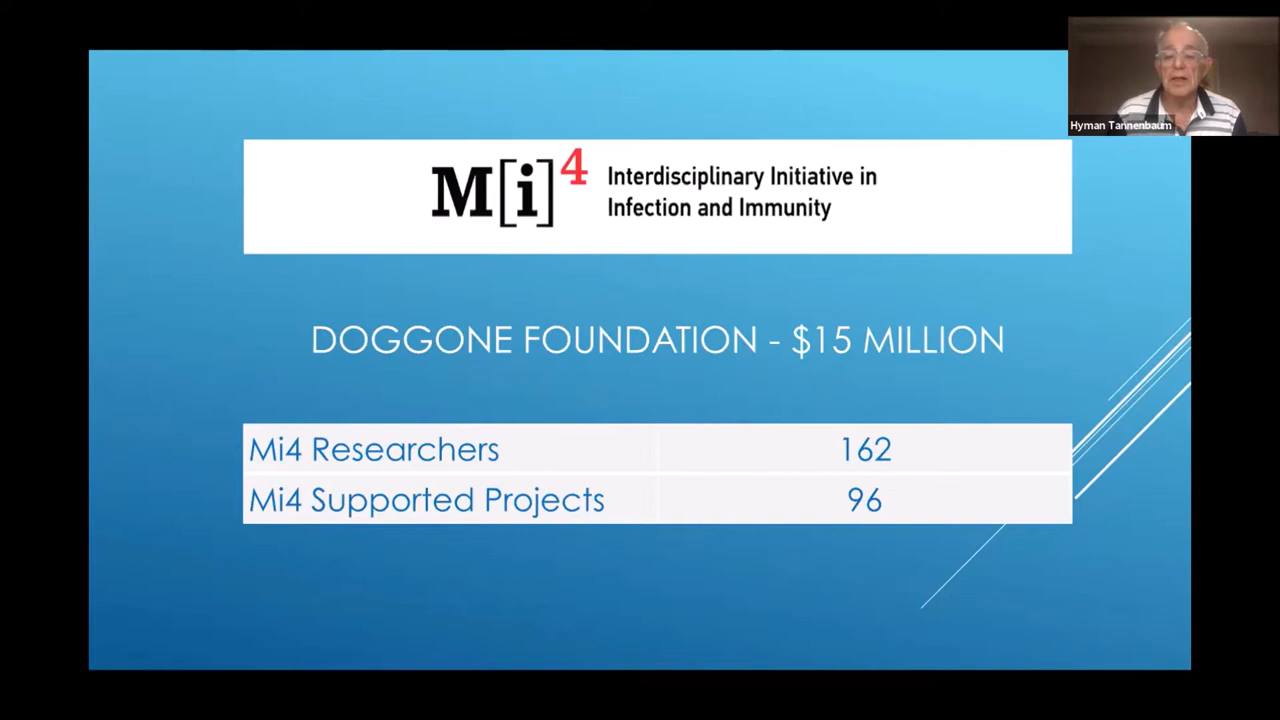 Hyman Tannenbaum
M[i]4 Interdisciplinary Initiative in
Infection and Immunity
DOGGONE FOUNDATION - $15 MILLION
Mi4 Researchers 162
Mi4 Supported Projects 96